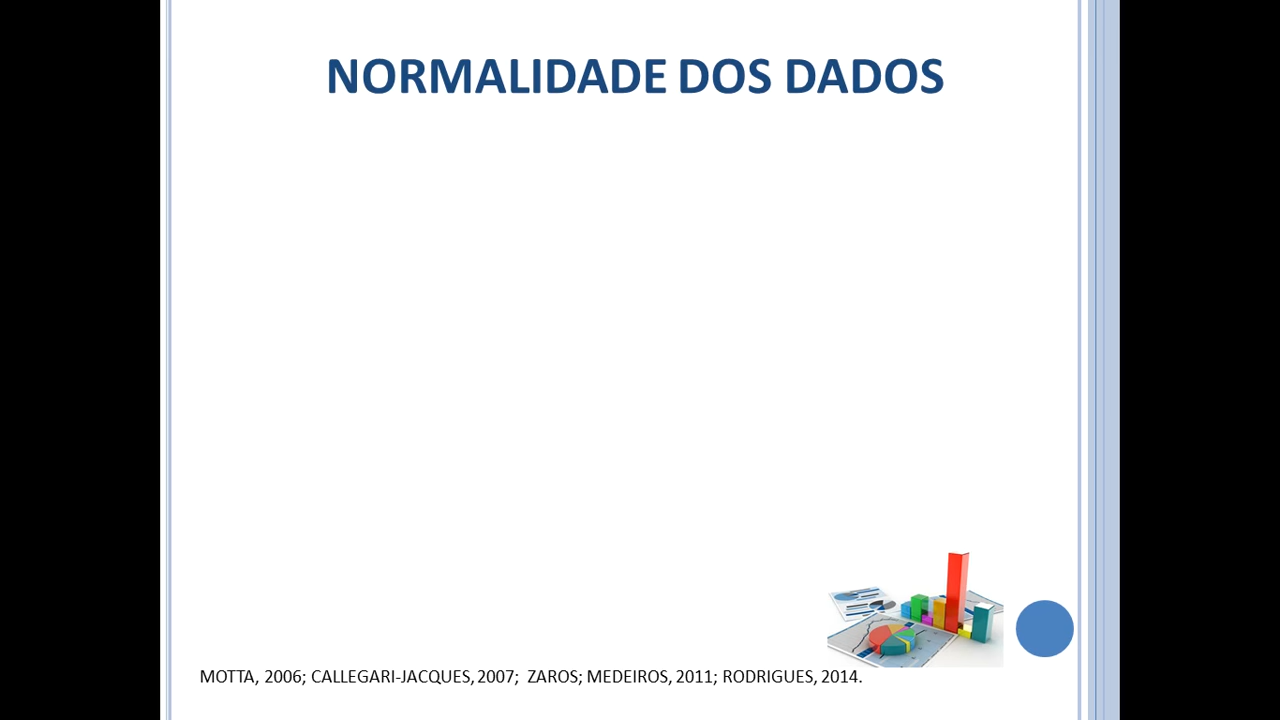 NORMALIDADE DOS DADOS
MOTTA, 2006; CALLEGARI-JACQUES, 2007; ZAROS; MEDEIROS, 2011; RODRIGUES, 2014.